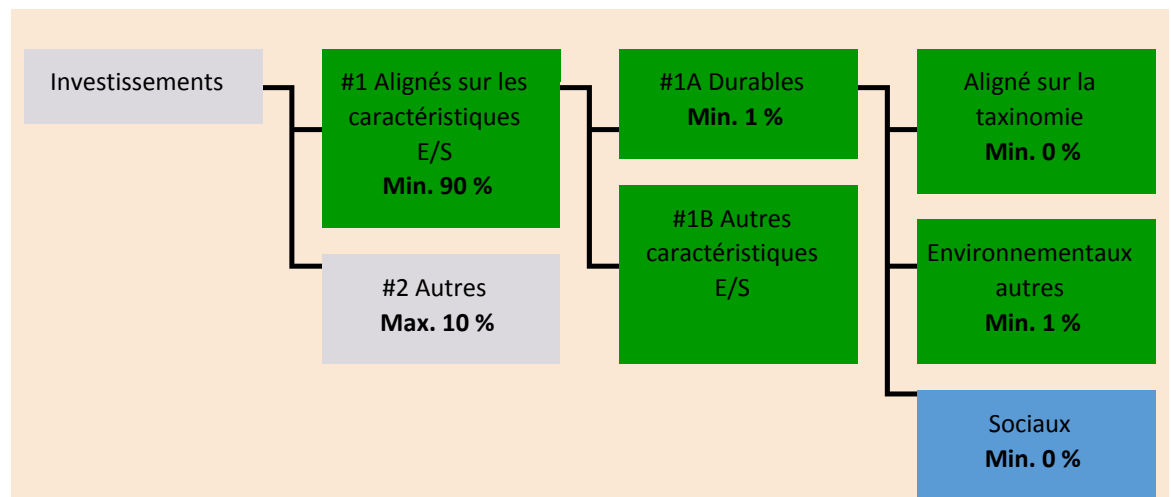 Investissements
#1 Alignés sur les
caractéristiques
E/S
Min. 90 %
#2 Autres
Max. 10 %
#1A Durables
Min. 1 %
#1B Autres
caractéristiques
E/S
Aligné sur la
taxinomie
Min. 0 %
Environnementaux
autres
Min. 1 %
Sociaux
Min. 0 %